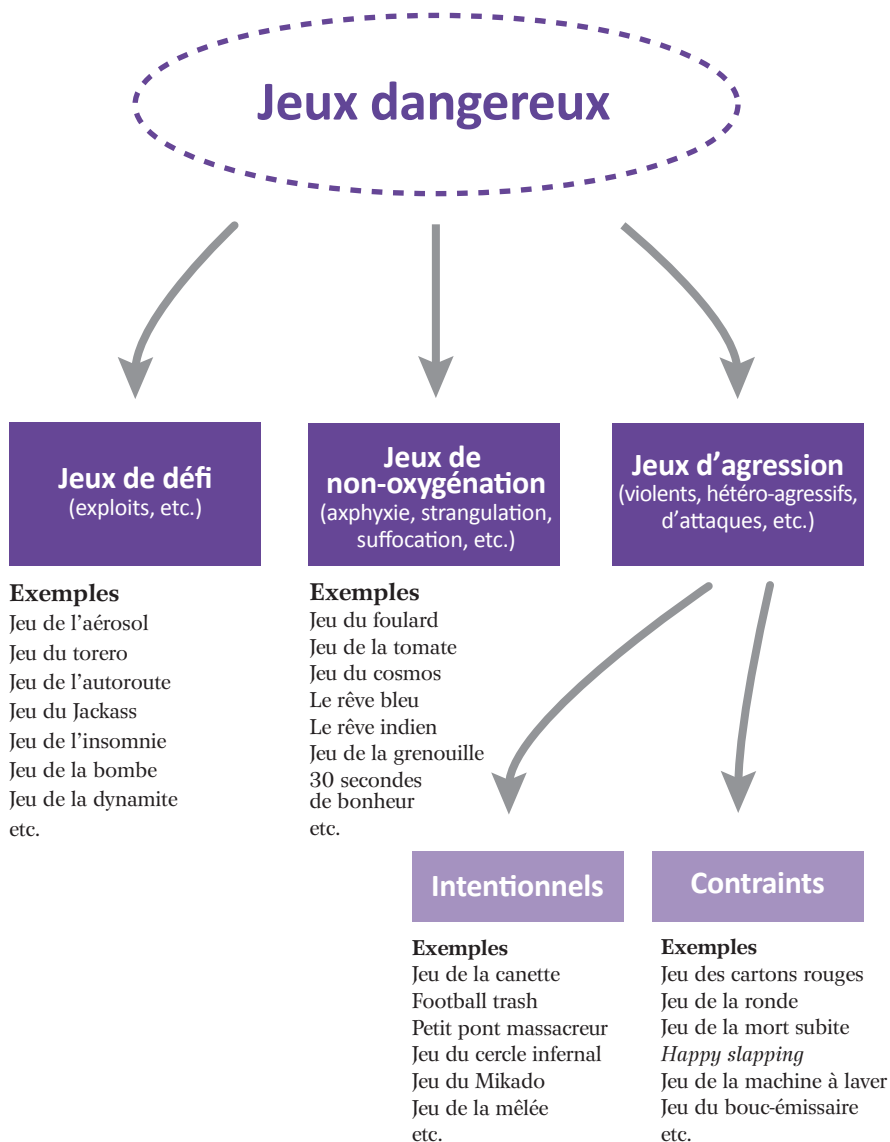 Jeux dangereux
Jeux de défi
(exploits, etc.)
Exemples
Jeu de l'aérosol
Jeu du torero
Jeu de l'autoroute
Jeu du Jackass
Jeu de l'insomnie
Jeu de la bombe
Jeu de la dynamite
etc.
Jeux de
non-oxygénation
(axphyxie, strangulation,
suffocation, etc.)
Exemples
Jeu du foulard
Jeu de la tomate
Jeu du cosmos
Le rêve bleu
Le rêve indien
Jeu de la grenouille
30 secondes
de bonheur
etc.
Jeux d'agression
(violents, hétéro-agressifs,
d'attaques, etc.)
Intentionnels
Exemples
Jeu de la canette
Football trash
Petit pont massacreur
Jeu du cercle infernal
Jeu du Mikado
Jeu de la mêlée
etc.
Contraints
Exemples
Jeu des cartons rouges
Jeu de la ronde
Jeu de la mort subite
Happy slapping
Jeu de la machine à laver
Jeu du bouc-émissaire
etc.